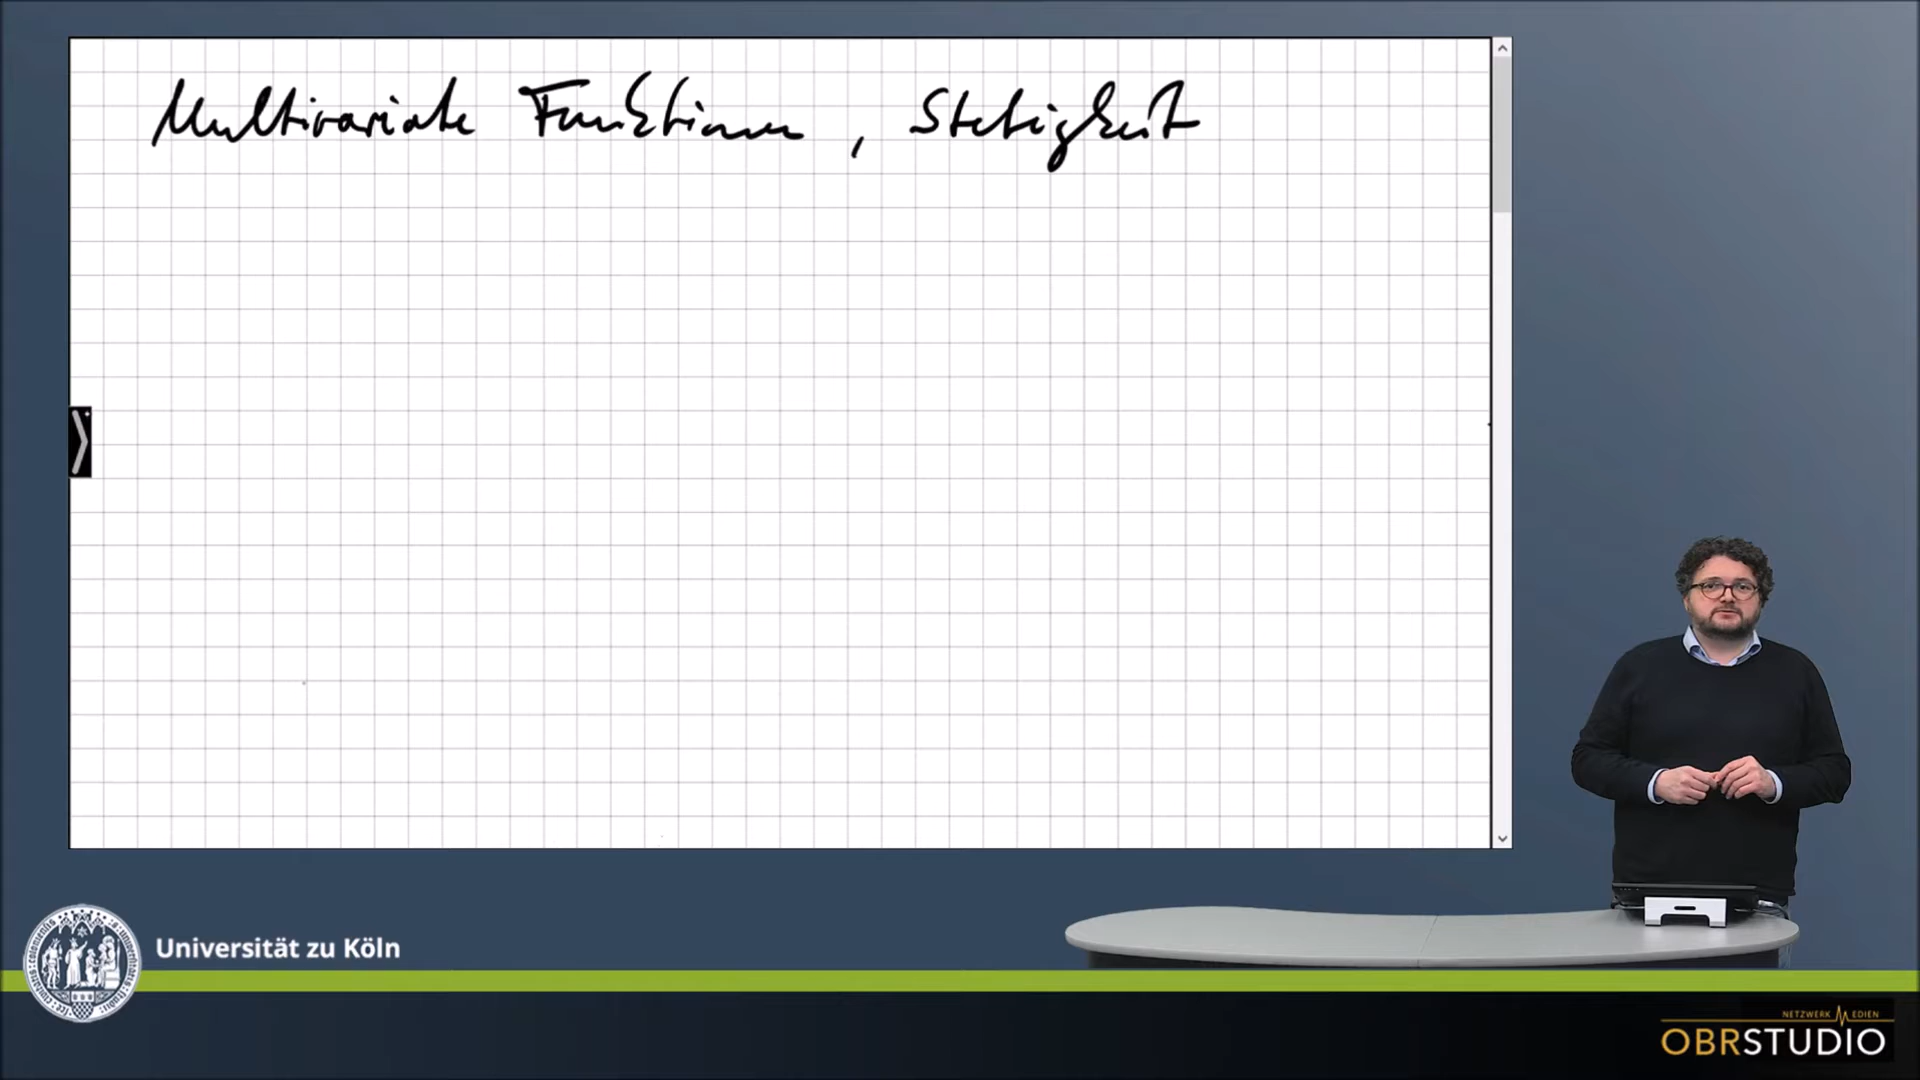 Multivariate Funktionen, Stetigkeit
Universität zu Köln
NETZWERK MEDIEN
OBRSTUDIO